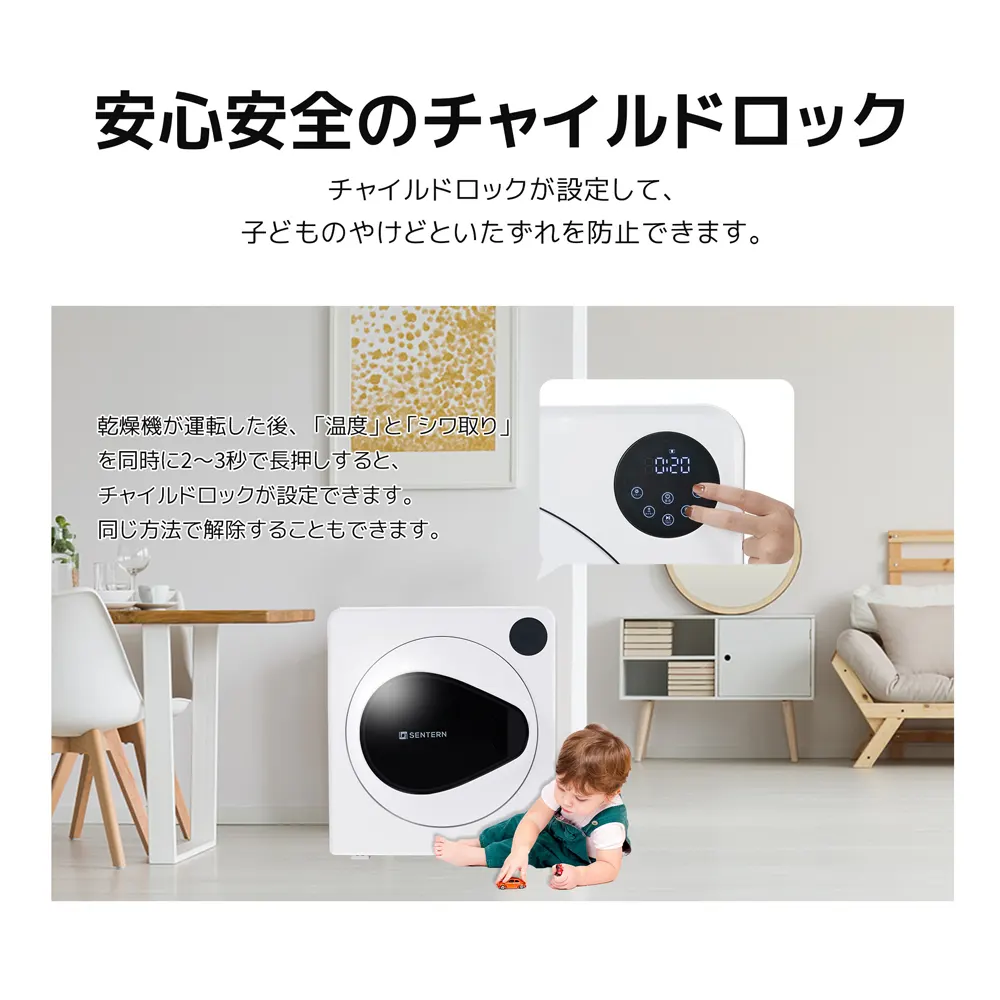 安心安全のチャイルドロック
チャイルドロックが設定して、
子どものやけどといたずれを防止できます。
乾燥機が運転した後、「温度」と「シワ取り」
を同時に2〜3秒で長押しすると、
チャイルドロックが設定できます。
同じ方法で解除することもできます。
0:20
SENTERN